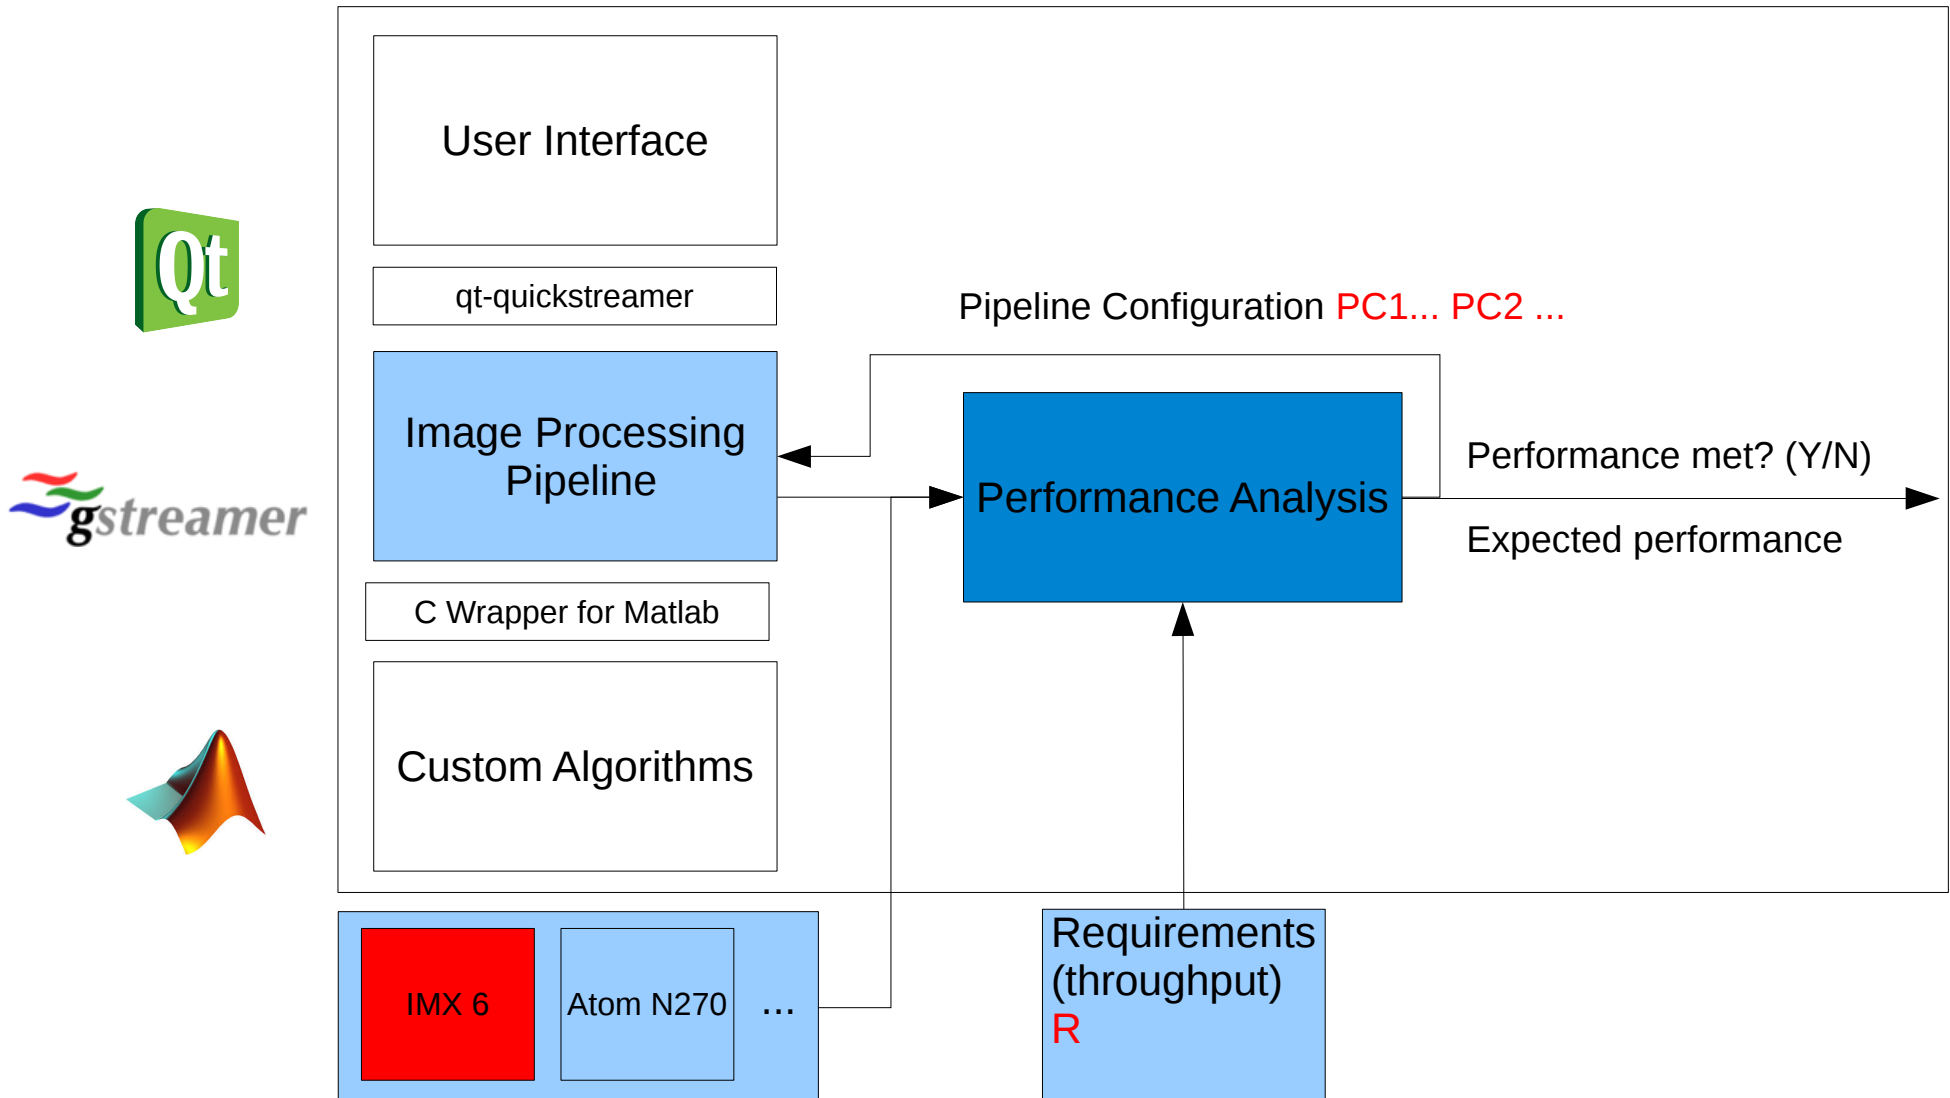 User Interface
Qt
qt-quickstreamer
Pipeline Configuration PC1... PC2 ...
Image Processing
Pipeline
gstreamer
Performance Analysis
Performance met? (Y/N)
Expected performance
C Wrapper for Matlab
Custom Algorithms
IMX 6
Atom N270
...
Requirements
(throughput)
R